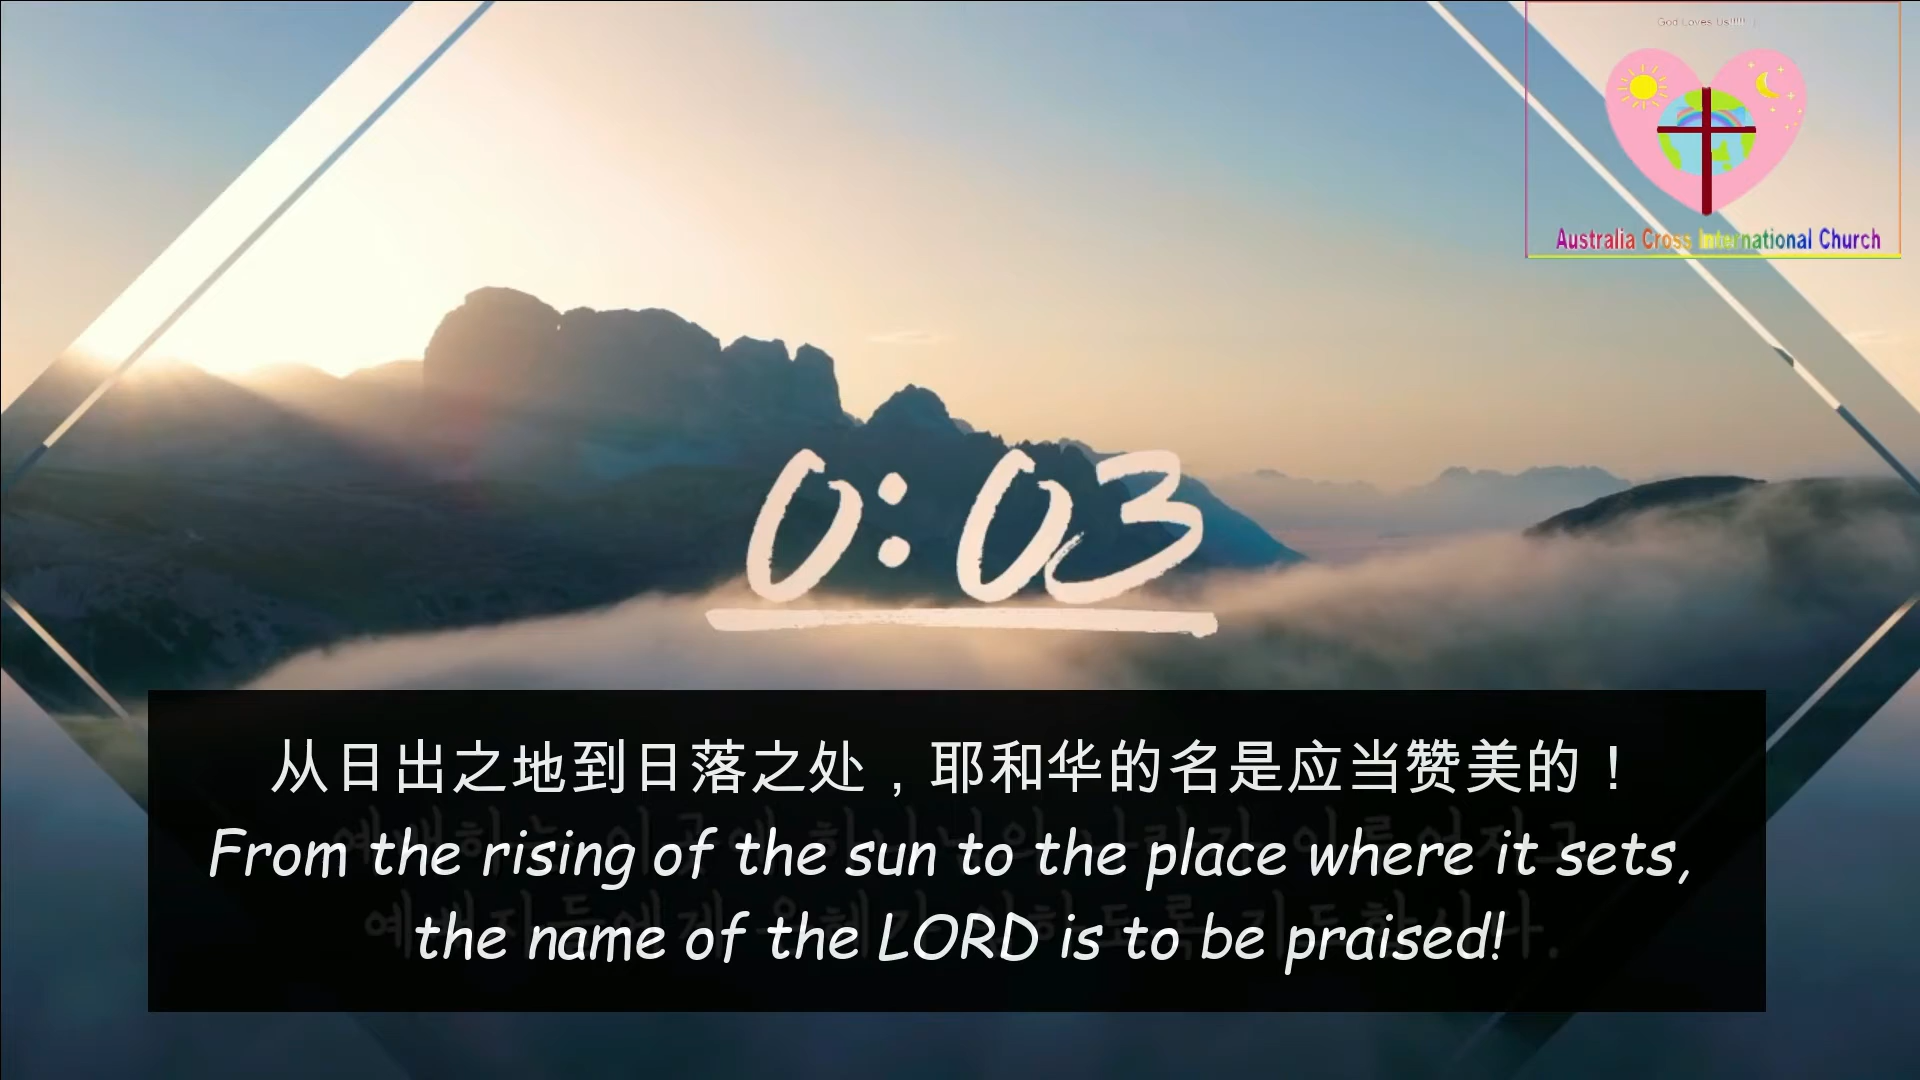 God Loves Us!!!!! :)
Australia Cross International Church
0:03
从日出之地到日落之处，耶和华的名是应当赞美的！
From the rising of the sun to the place where it sets,
the name of the LORD is to be praised!